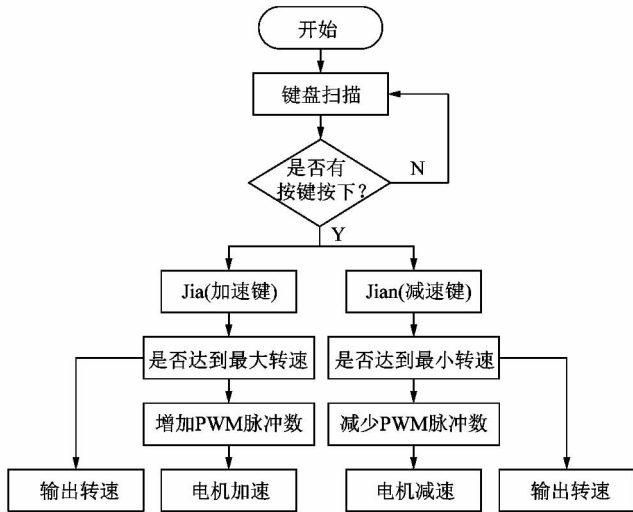 开始
键盘扫描
是否有
按键按下?
N
Y
Jia(加速键)
Jian(减速键)
是否达到最大转速
是否达到最小转速
增加PWM脉冲数
减少PWM脉冲数
输出转速
电机加速
电机减速
输出转速